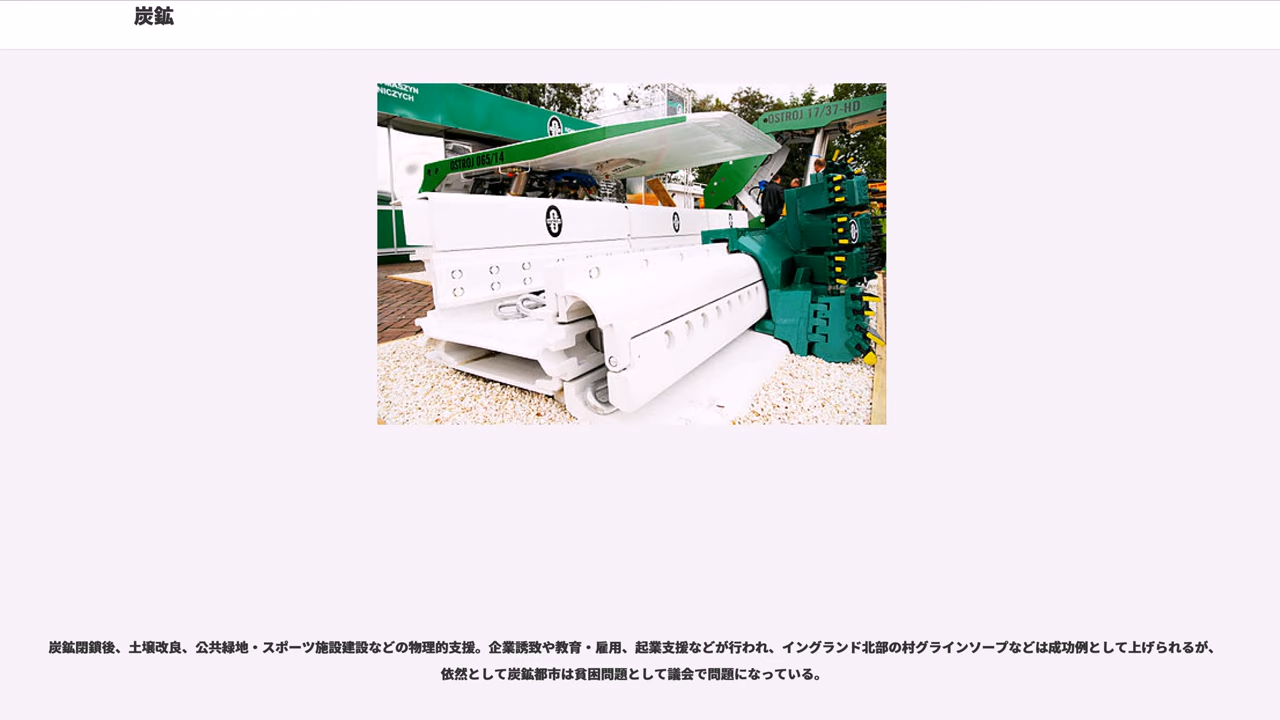 炭鉱
MASZYN
NICZYCH
OSTROJ 065/14
OSTROJ 17/37-HD
炭鉱閉鎖後、土壌改良、公共緑地・スポーツ施設建設などの物理的支援。企業誘致や教育・雇用、起業支援などが行われ、イングランド北部の村グラインソープなどは成功例として上げられるが、
依然として炭鉱都市は貧困問題として議会で問題になっている。